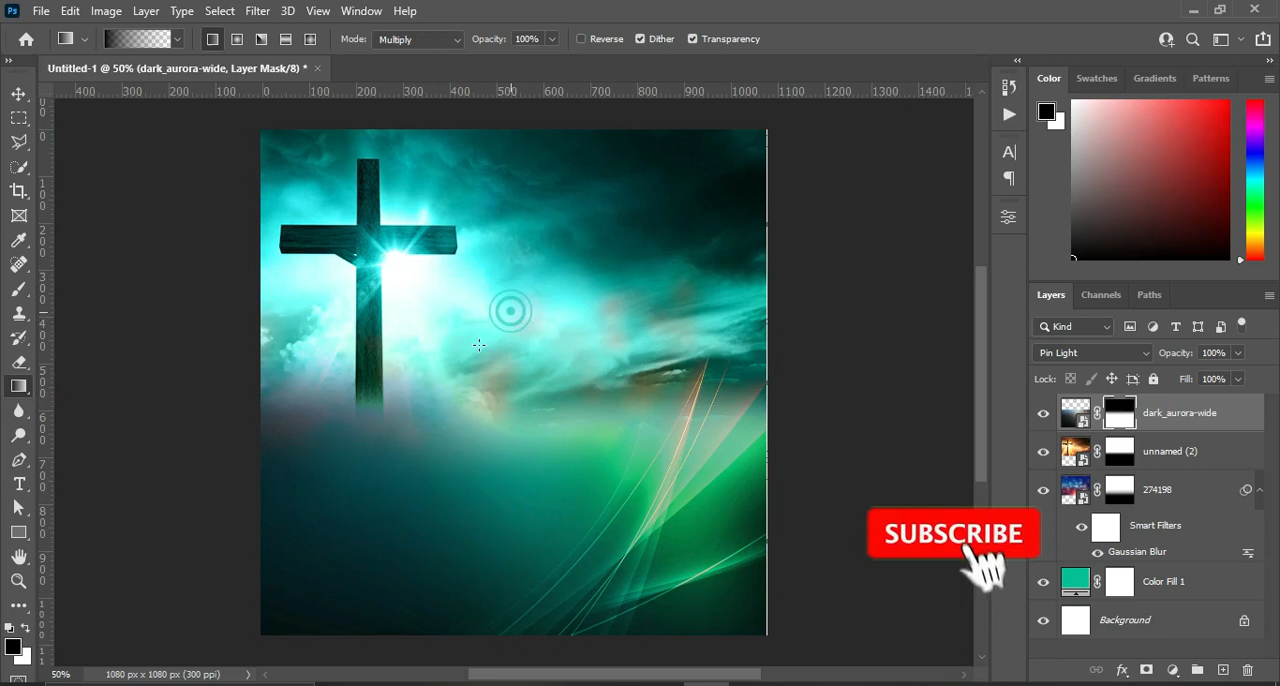 Ps File Edit Image Layer Type Select Filter 3D View Window Help
Mode: Multiply Opacity: 100% Reverse Dither Transparency
Untitled-1 @ 50% (dark_aurora-wide, Layer Mask/8) * ×
400 300 200 100 0 100 200 300 400 500 600 700 800 900 1000 1100 1200 1300 1400
Color Swatches Gradients Patterns
Layers Channels Paths
Kind
Pin Light Opacity: 100%
Lock: Fill: 100%
dark_aurora-wide
unnamed (2)
274198
Smart Filters
Gaussian Blur
Color Fill 1
Background
SUBSCRIBE
50% 1080 px x 1080 px (300 ppi)